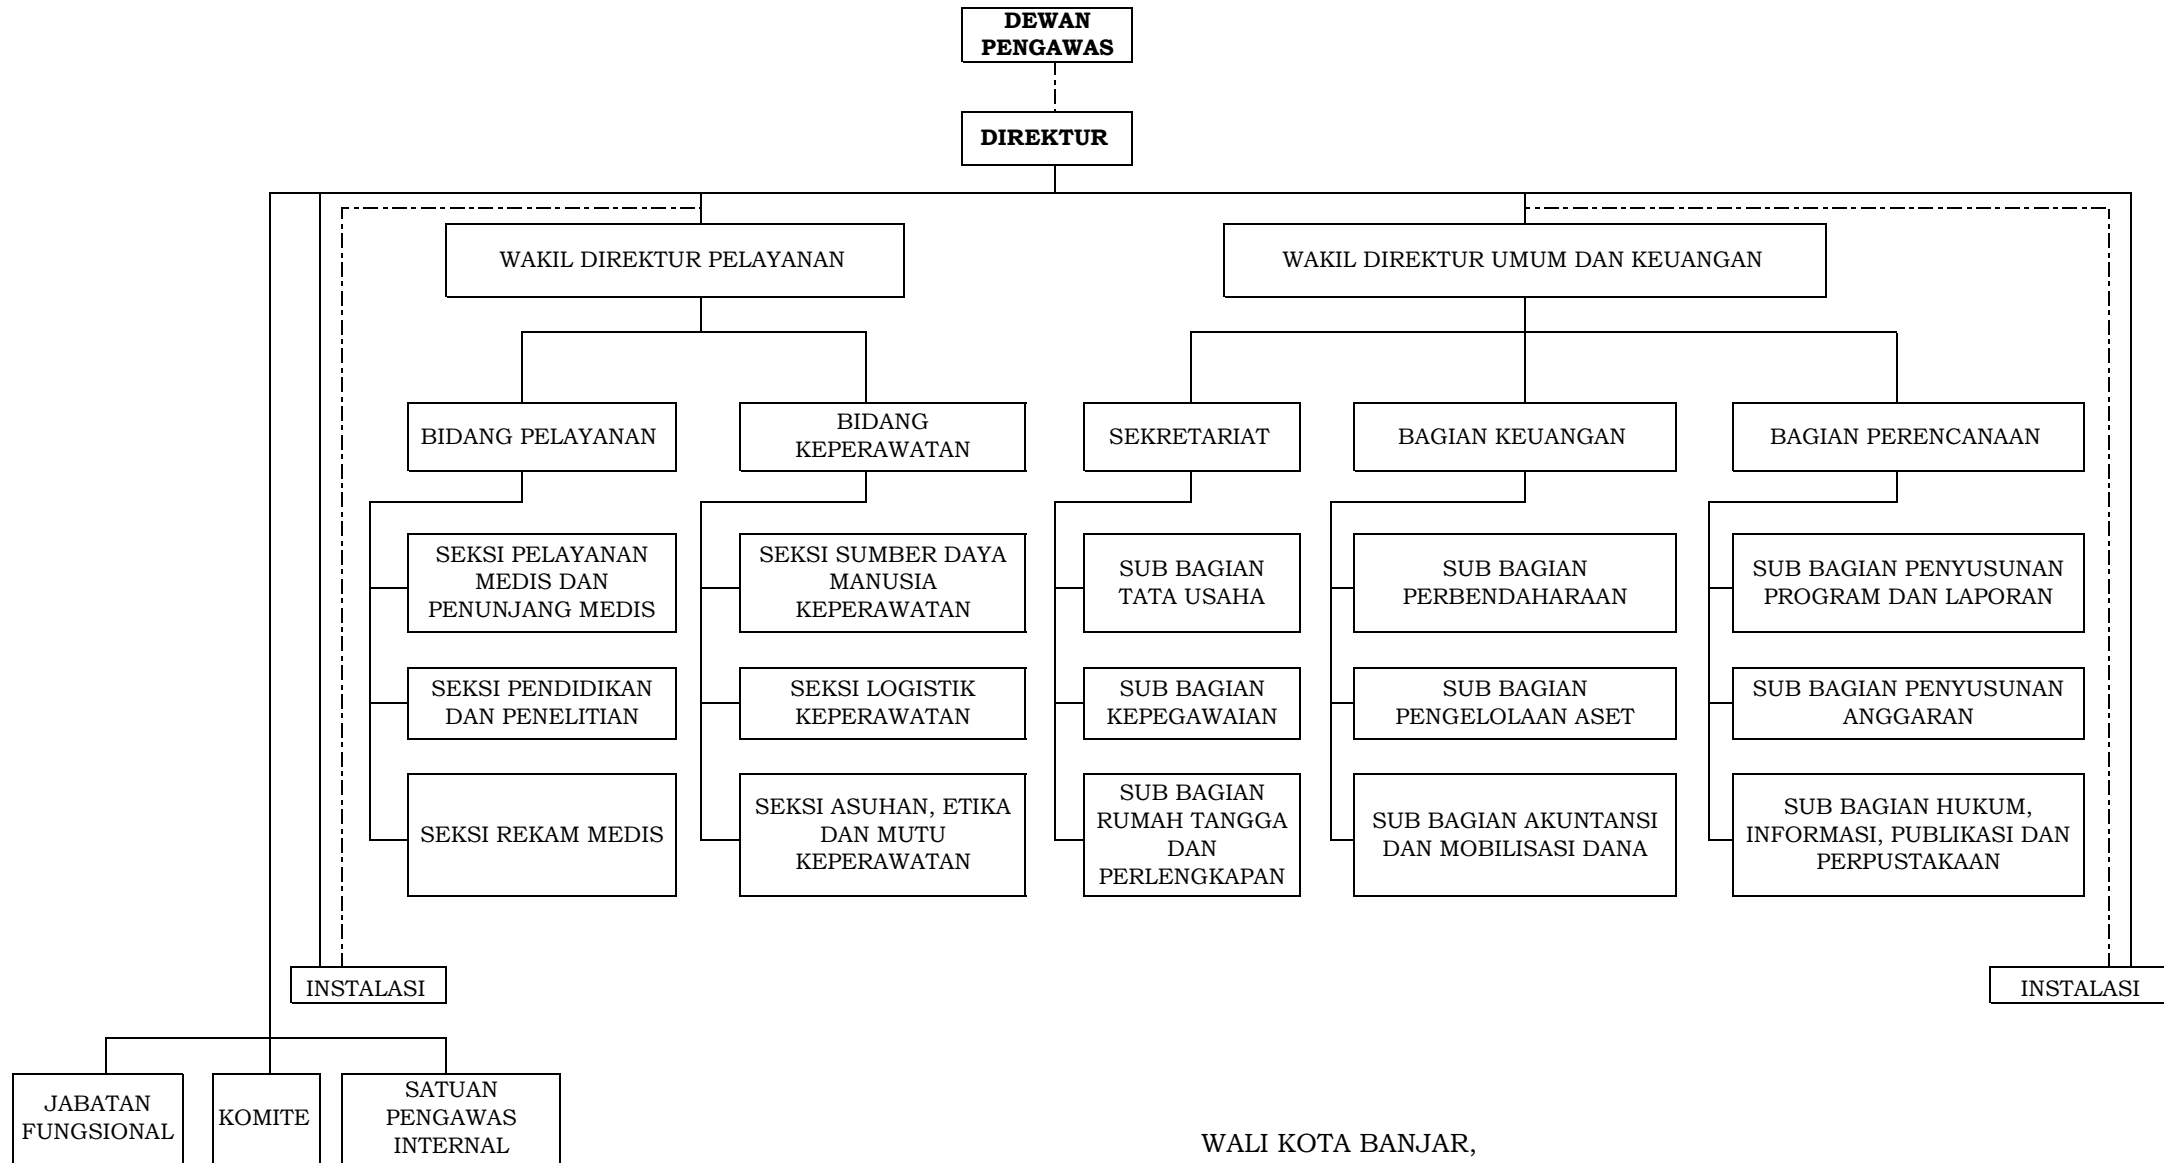 DEWAN
PENGAWAS
DIREKTUR
WAKIL DIREKTUR PELAYANAN
WAKIL DIREKTUR UMUM DAN KEUANGAN
BIDANG PELAYANAN
BIDANG
KEPERAWATAN
SEKRETARIAT
BAGIAN KEUANGAN
BAGIAN PERENCANAAN
SEKSI PELAYANAN
MEDIS DAN
PENUNJANG MEDIS
SEKSI SUMBER DAYA
MANUSIA
KEPERAWATAN
SUB BAGIAN
TATA USAHA
SUB BAGIAN
PERBENDAHARAAN
SUB BAGIAN PENYUSUNAN
PROGRAM DAN LAPORAN
SEKSI PENDIDIKAN
DAN PENELITIAN
SEKSI LOGISTIK
KEPERAWATAN
SUB BAGIAN
KEPEGAWAIAN
SUB BAGIAN
PENGELOLAAN ASET
SUB BAGIAN PENYUSUNAN
ANGGARAN
SEKSI REKAM MEDIS
SEKSI ASUHAN, ETIKA
DAN MUTU
KEPERAWATAN
SUB BAGIAN
RUMAH TANGGA
DAN
PERLENGKAPAN
SUB BAGIAN AKUNTANSI
DAN MOBILISASI DANA
SUB BAGIAN HUKUM,
INFORMASI, PUBLIKASI DAN
PERPUSTAKAAN
INSTALASI
INSTALASI
JABATAN
FUNGSIONAL
KOMITE
SATUAN
PENGAWAS
INTERNAL
WALI KOTA BANJAR,